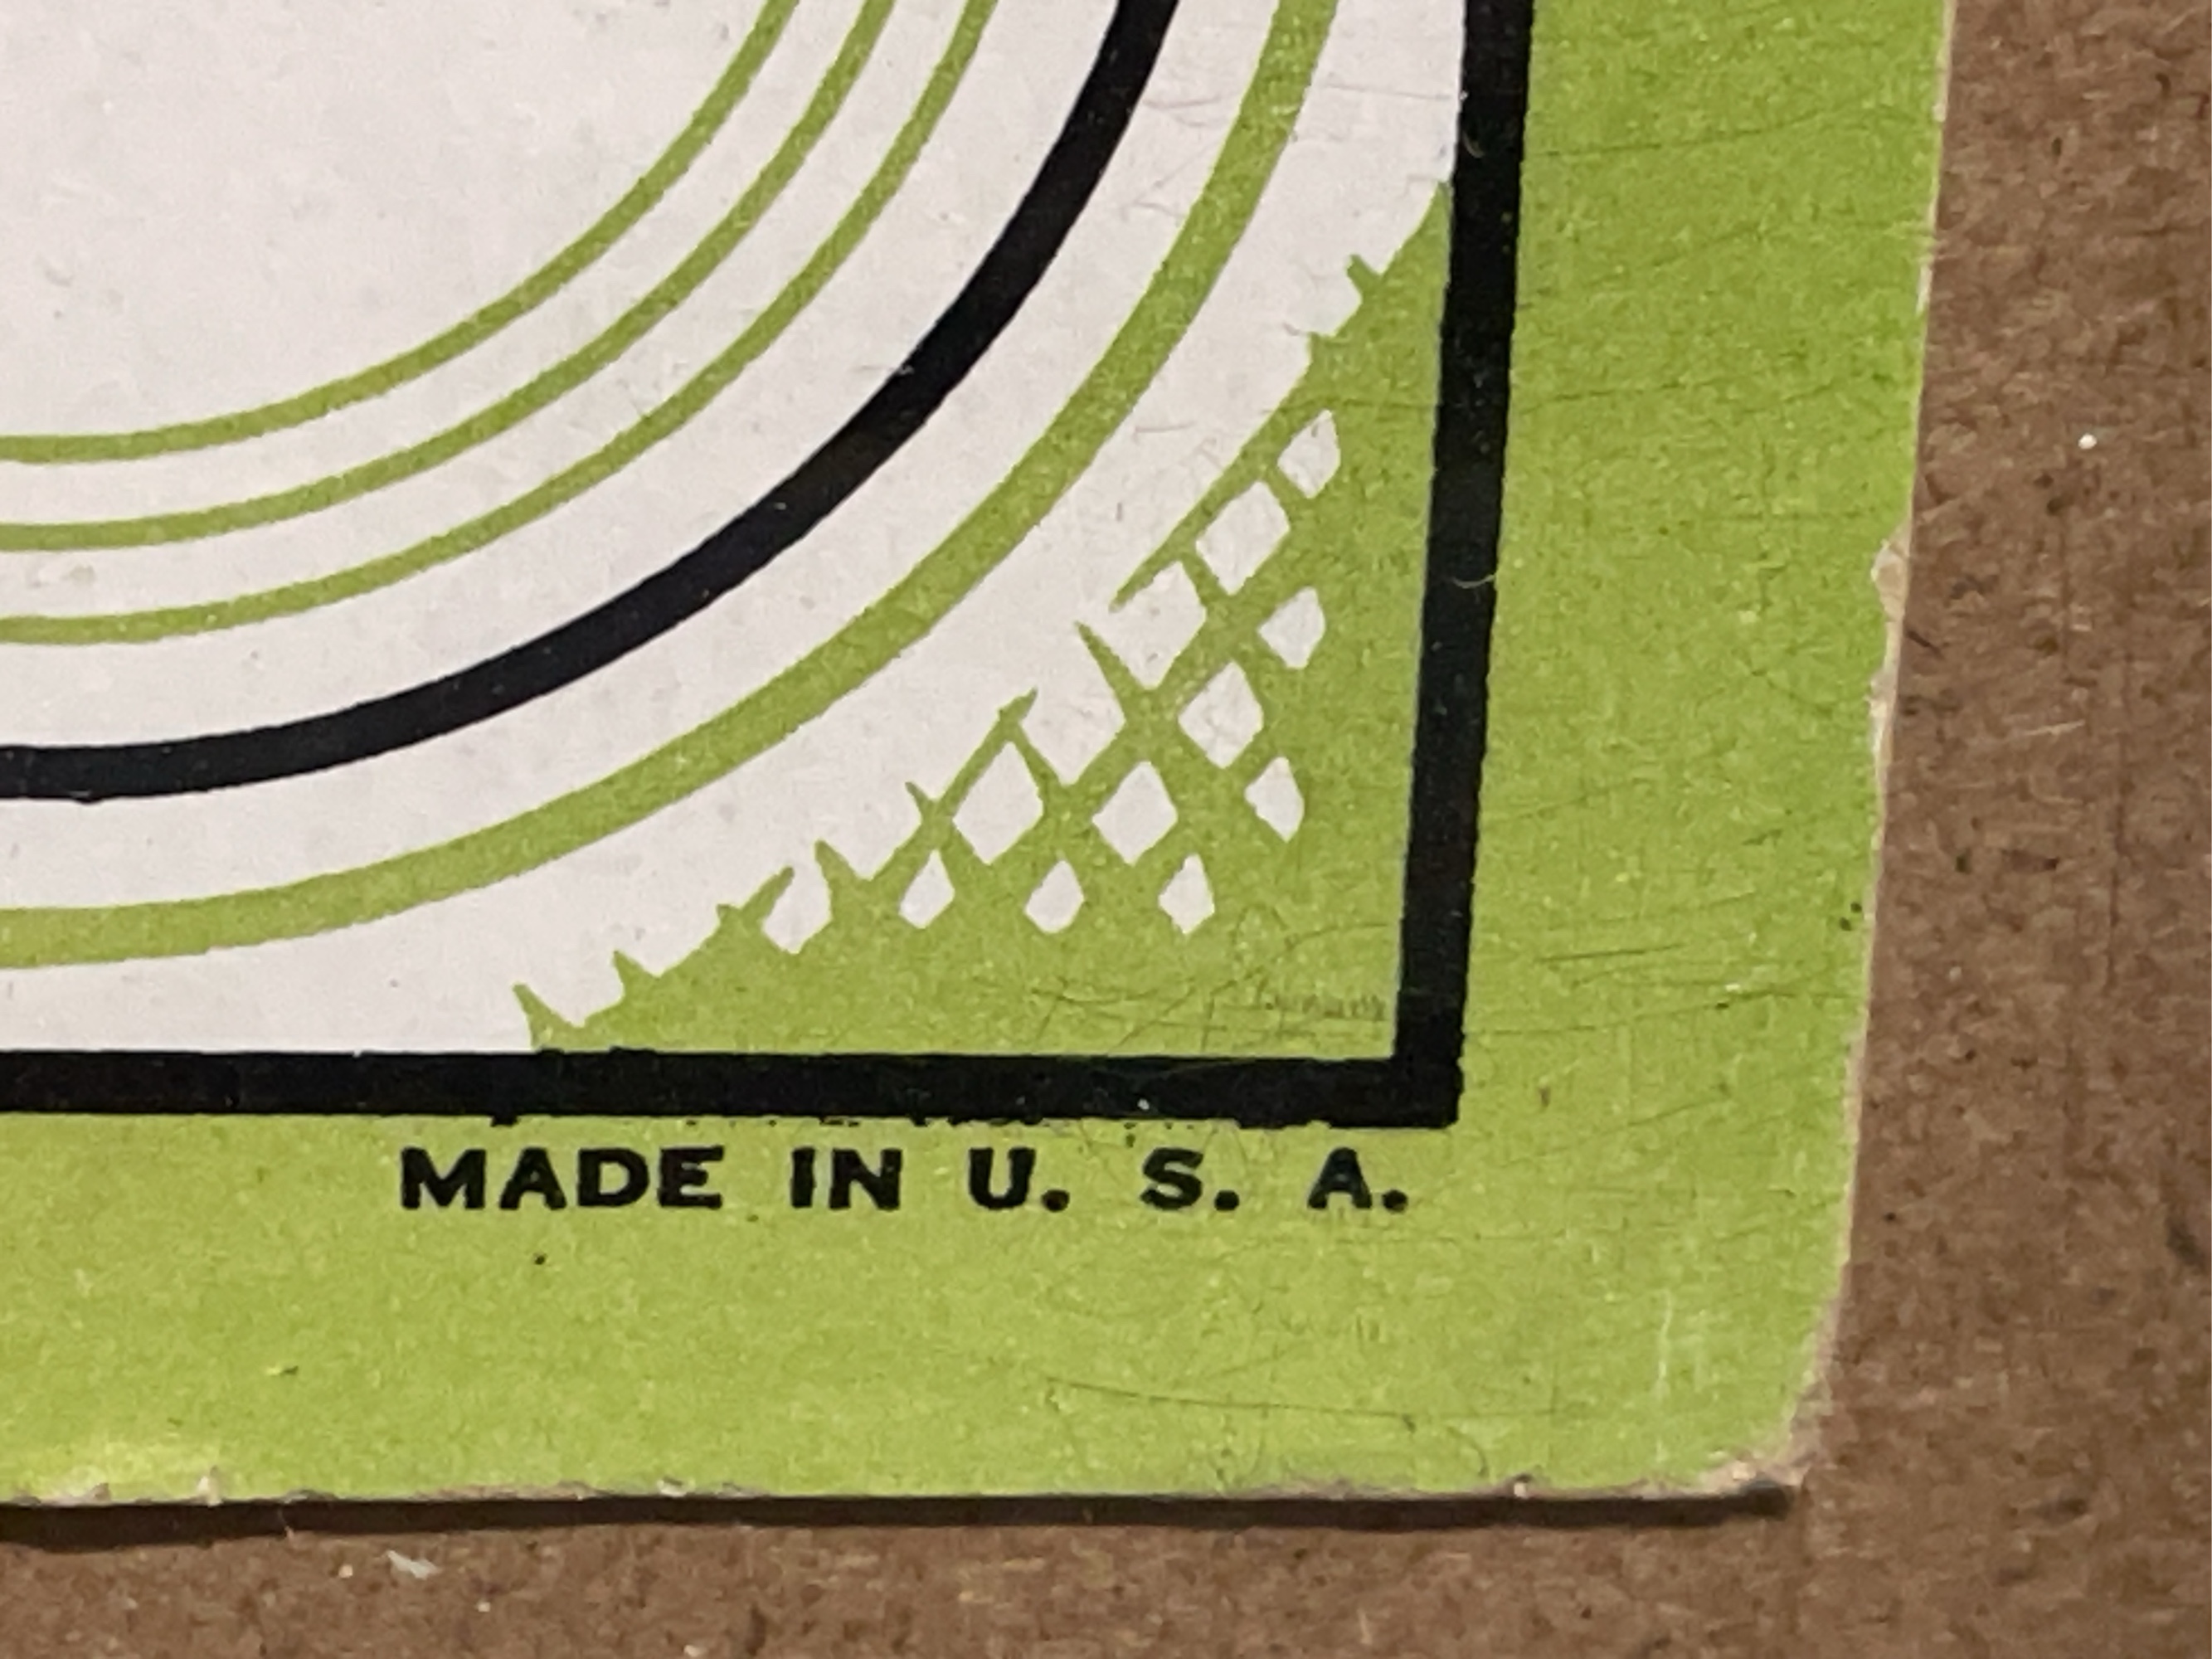 MADE IN U. S. A.